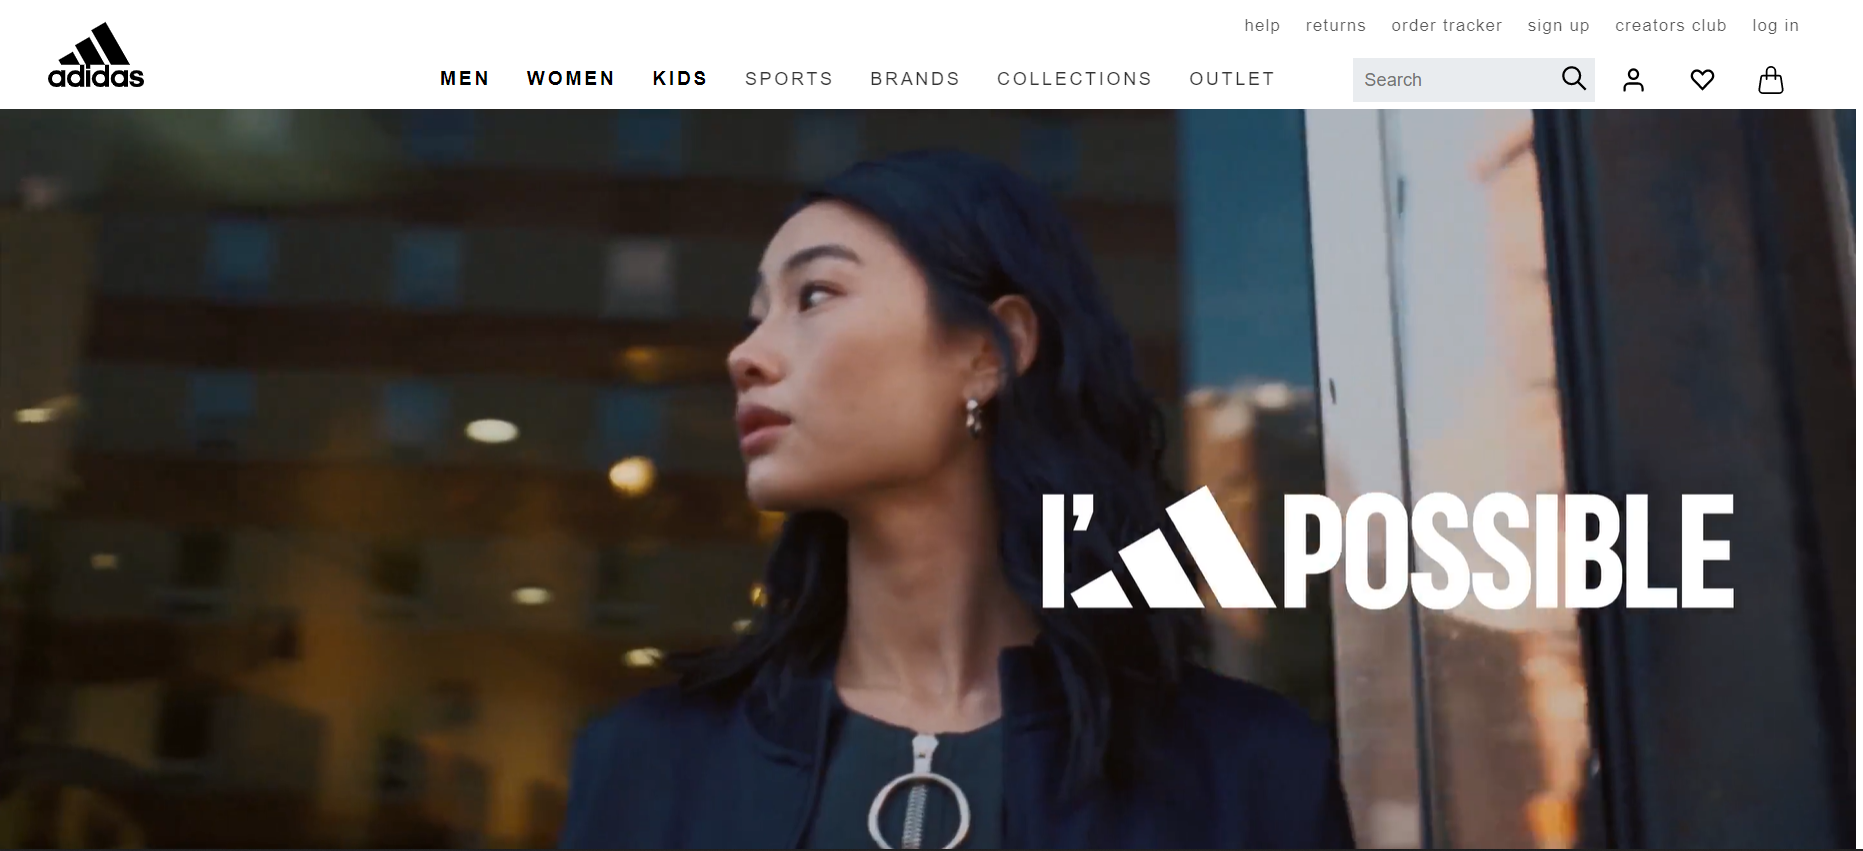 help returns order tracker sign up creators club log in
adidas
MEN WOMEN KIDS SPORTS BRANDS COLLECTIONS OUTLET Search
I'MPOSSIBLE